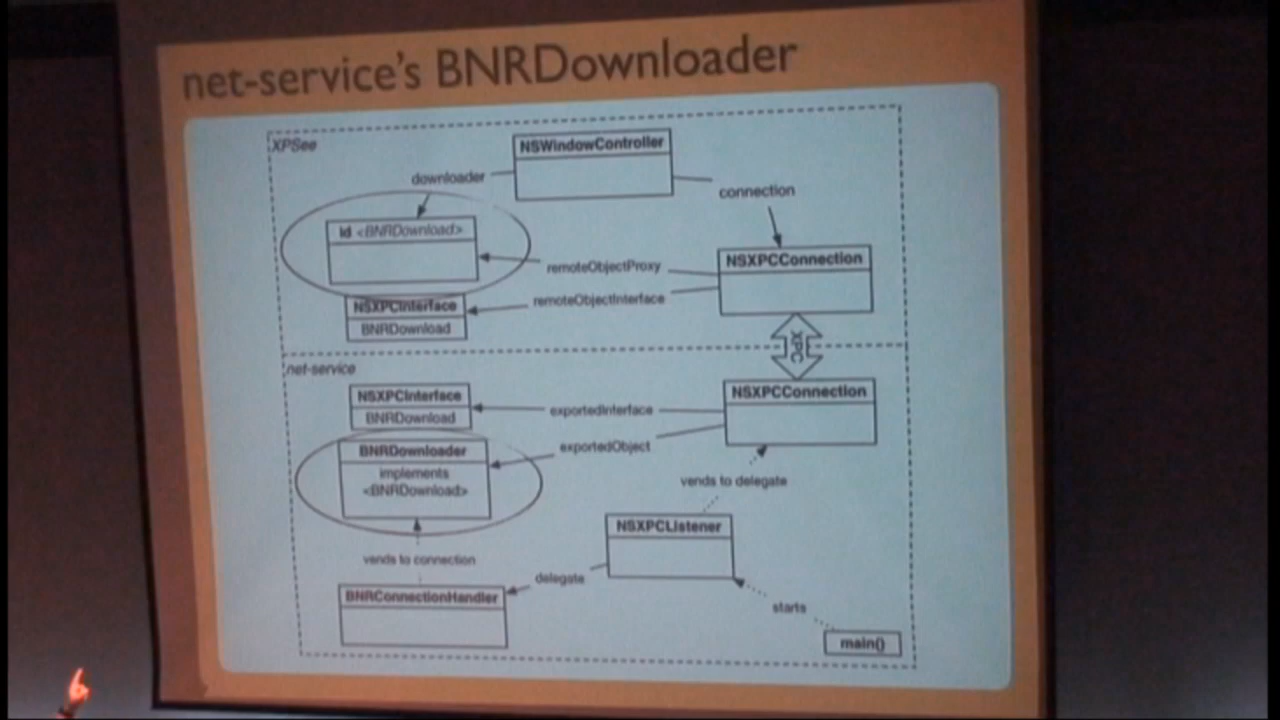 net-service's BNRDownloader
XPSee
NSWindowController
downloader
connection
id <BNRDownload>
NSXPCConnection
remoteObjectProxy
remoteObjectInterface
NSXPCInterface
BNRDownload
XPC
net-service
NSXPCInterface
BNRDownload
exportedInterface
NSXPCConnection
exportedObject
BNRDownloader
implements
<BNRDownload>
vends to delegate
NSXPCListener
vends to connection
delegate
BNRConnectionHandler
starts
main()